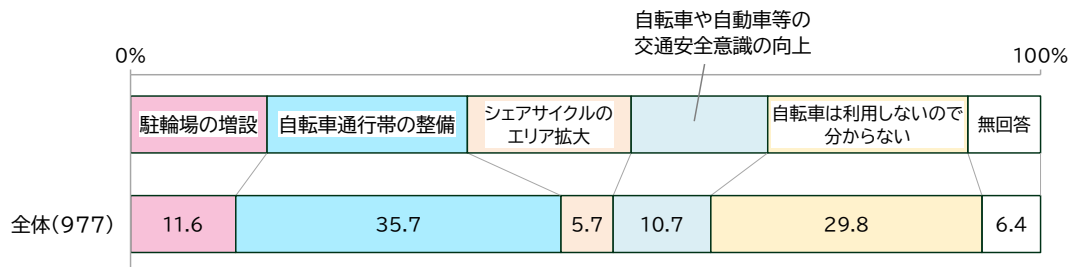 自転車や自動車等の
交通安全意識の向上
0%
100%
駐輪場の増設
自転車通行帯の整備
シェアサイクルの
エリア拡大
自転車は利用しないので
分からない
無回答
全体(977)
11.6
35.7
5.7
10.7
29.8
6.4